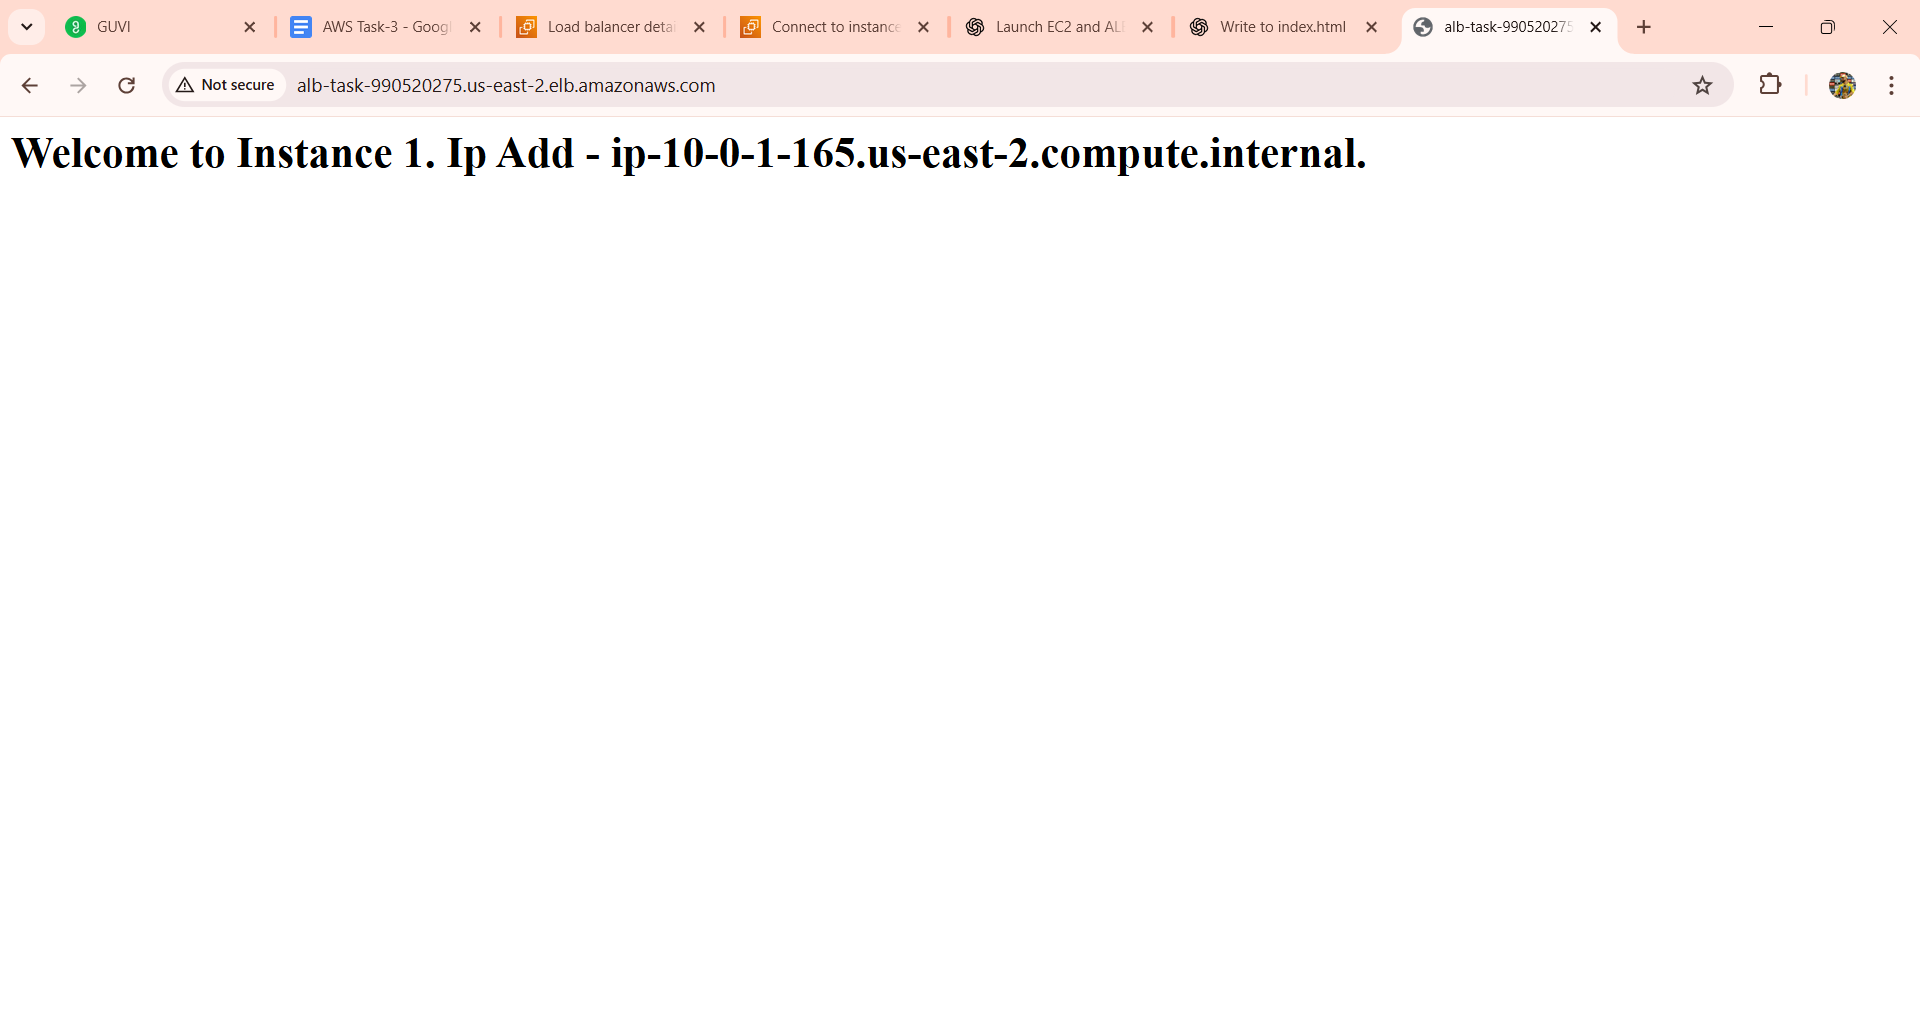 GUVI
AWS Task-3 - Googl
Load balancer detai
Connect to instance
Launch EC2 and ALB
Write to index.html
alb-task-990520275
Not secure
alb-task-990520275.us-east-2.elb.amazonaws.com
Welcome to Instance 1. Ip Add - ip-10-0-1-165.us-east-2.compute.internal.